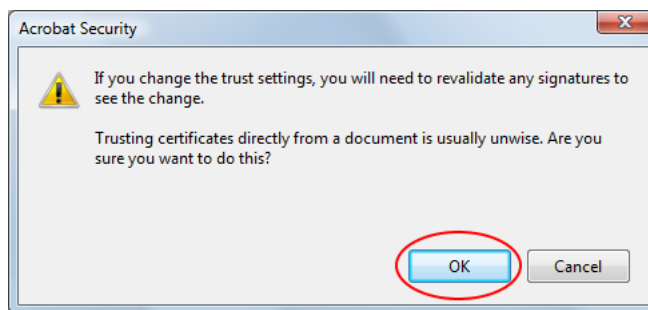 Acrobat Security
If you change the trust settings, you will need to revalidate any signatures to
see the change.
Trusting certificates directly from a document is usually unwise. Are you
sure you want to do this?
OK
Cancel